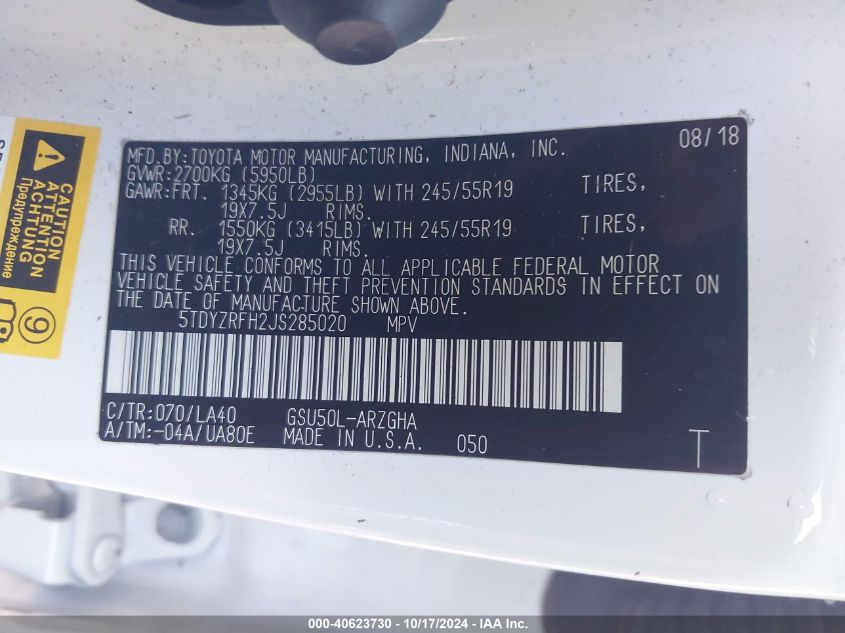 08/18
MFD.BY:TOYOTA MOTOR MANUFACTURING, INDIANA, INC.
GVWR:2700KG (5950LB)
GAWR:FRT. 1345KG (2955LB) WITH 245/55R19 TIRES,
19X7.5J RIMS.
RR. 1550KG (3415LB) WITH 245/55R19 TIRES,
19X7.5J RIMS.
THIS VEHICLE CONFORMS TO ALL APPLICABLE FEDERAL MOTOR
VEHICLE SAFETY AND THEFT PREVENTION STANDARDS IN EFFECT ON
THE DATE OF MANUFACTURE SHOWN ABOVE.
5TDYZRFH2JS285020 MPV
C/TR:070/LA40 GSU50L-ARZGHA
A/TM:-04A/UA80E MADE IN U.S.A. 050
T
CAUTION
ATTENTION
ACHTUNG
Предупреждение
9
000-40623730 - 10/17/2024 - IAA Inc.